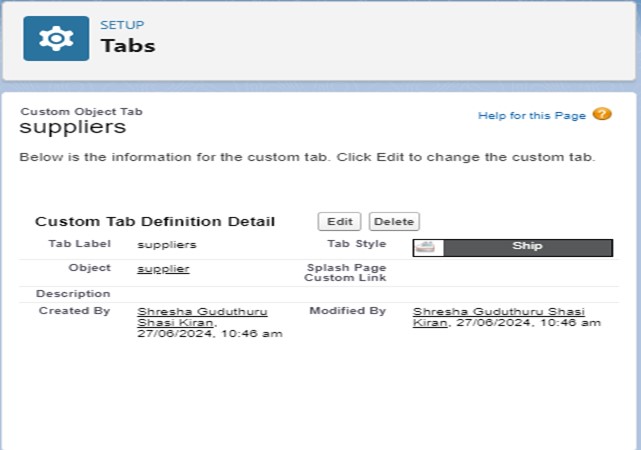 SETUP
Tabs
Custom Object Tab
suppliers
Help for this Page ?
Below is the information for the custom tab. Click Edit to change the custom tab.
Custom Tab Definition Detail
Edit
Delete
Tab Label
suppliers
Tab Style
Ship
Object
supplier
Splash Page
Custom Link
Description
Created By
Shresha Guduthuru
Shasi Kiran,
27/06/2024, 10:46 am
Modified By
Shresha Guduthuru Shasi
Kiran, 27/06/2024, 10:46 am